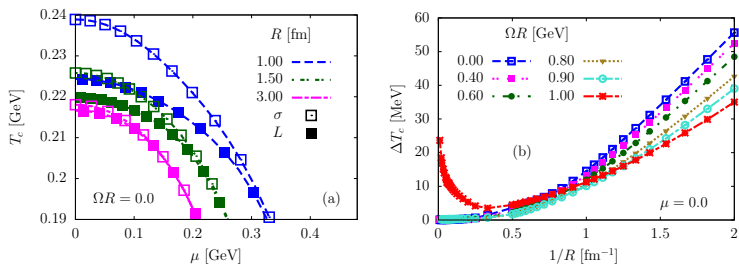 0.24
0.23
0.22
0.21
0.2
0.19
T_c [GeV]
R [fm]
1.00
1.50
3.00
σ
L
ΩR = 0.0
(a)
0 0.1 0.2 0.3 0.4
μ [GeV]
60
50
40
30
20
10
0
ΔT_c [MeV]
ΩR [GeV]
0.00 0.80
0.40 0.90
0.60 1.00
(b)
μ = 0.0
0 0.5 1 1.5 2
1/R [fm⁻¹]